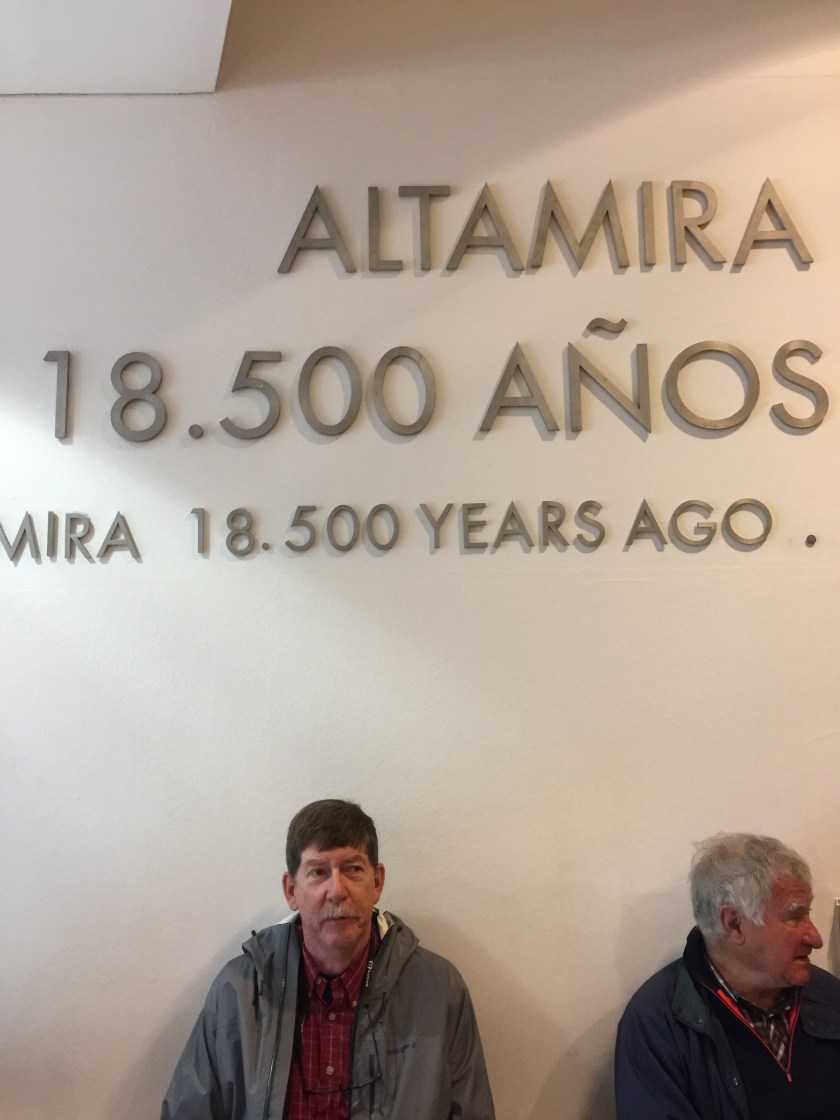 ALTAMIRA
18.500 AÑOS
MIRA 18.500 YEARS AGO .